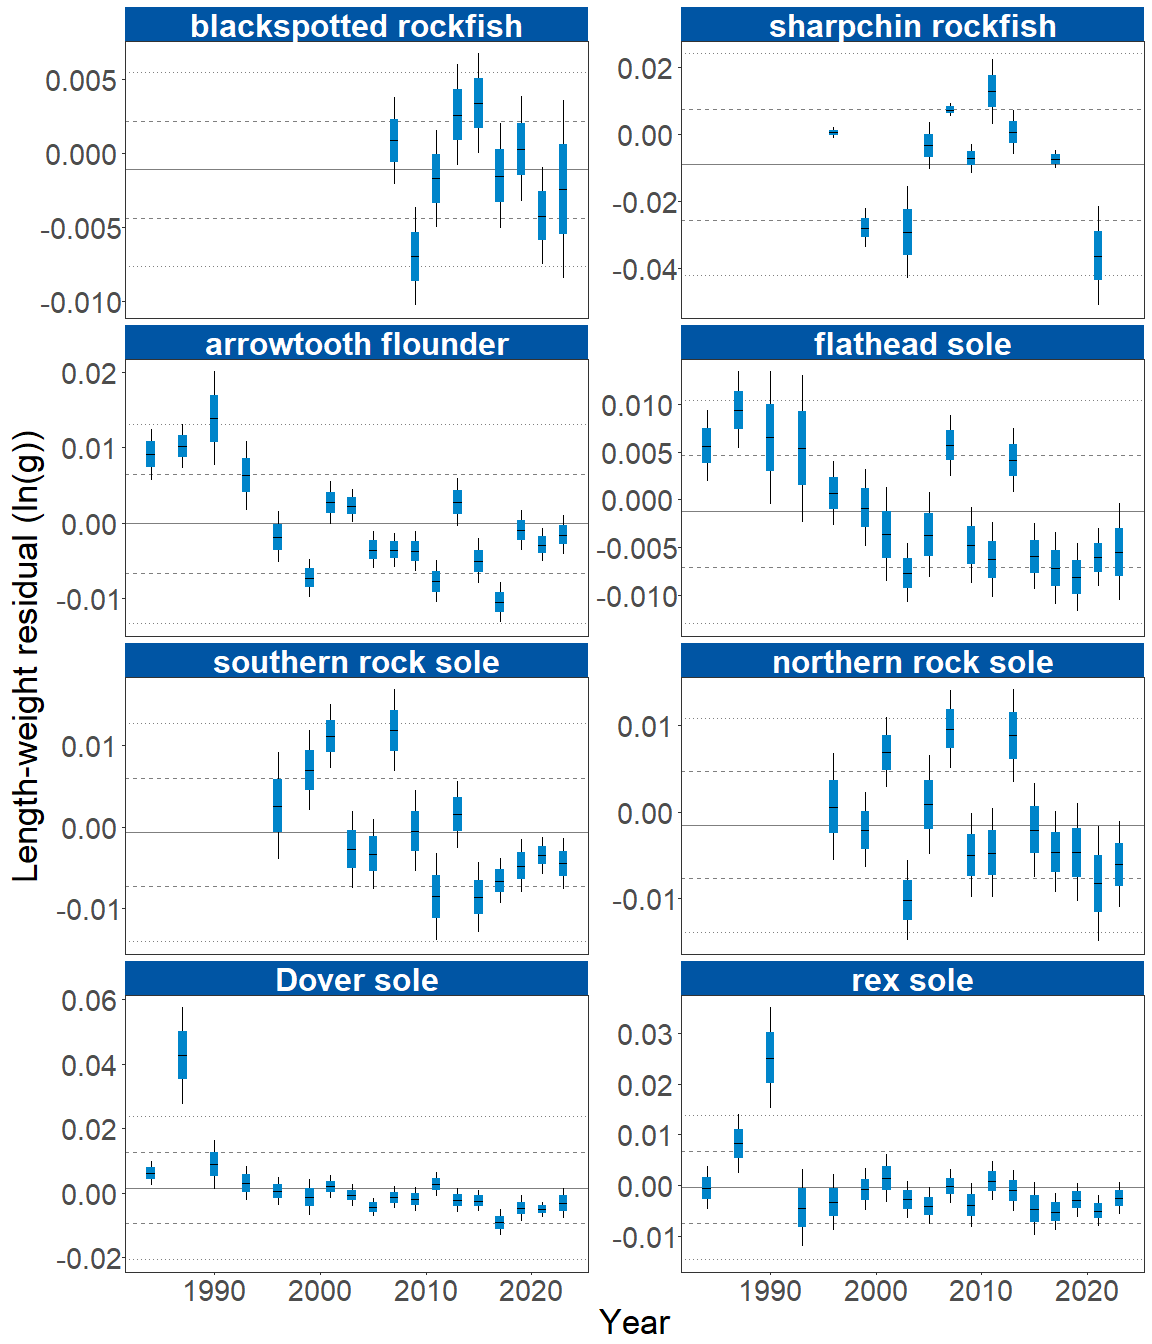 blackspotted rockfish
sharpchin rockfish
0.005
0.000
-0.005
-0.010
0.02
0.00
-0.02
-0.04
arrowtooth flounder
flathead sole
0.02
0.01
0.00
-0.01
0.010
0.005
0.000
-0.005
-0.010
Length-weight residual (ln(g))
southern rock sole
northern rock sole
0.01
0.00
-0.01
0.01
0.00
-0.01
Dover sole
rex sole
0.06
0.04
0.02
0.00
-0.02
0.03
0.02
0.01
0.00
-0.01
1990 2000 2010 2020
1990 2000 2010 2020
Year